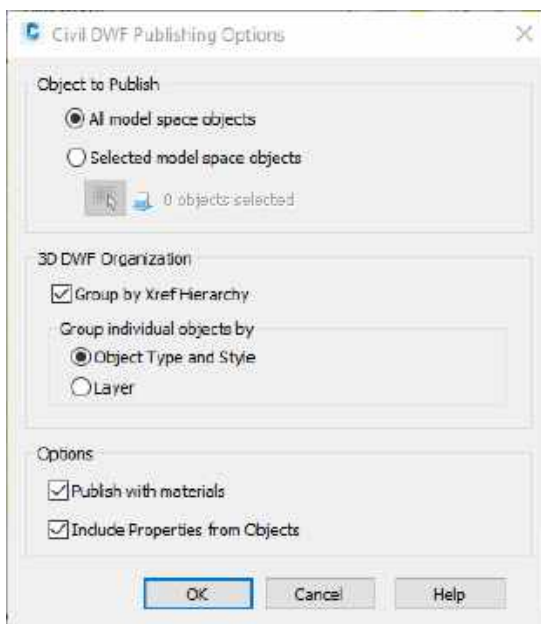 Civil DWF Publishing Options
Object to Publish
All model space objects
Selected model space objects
0 objects selected
3D DWF Organization
Group by Xref Hierarchy
Group individual objects by
Object Type and Style
Layer
Options
Publish with materials
Include Properties from Objects
OK Cancel Help